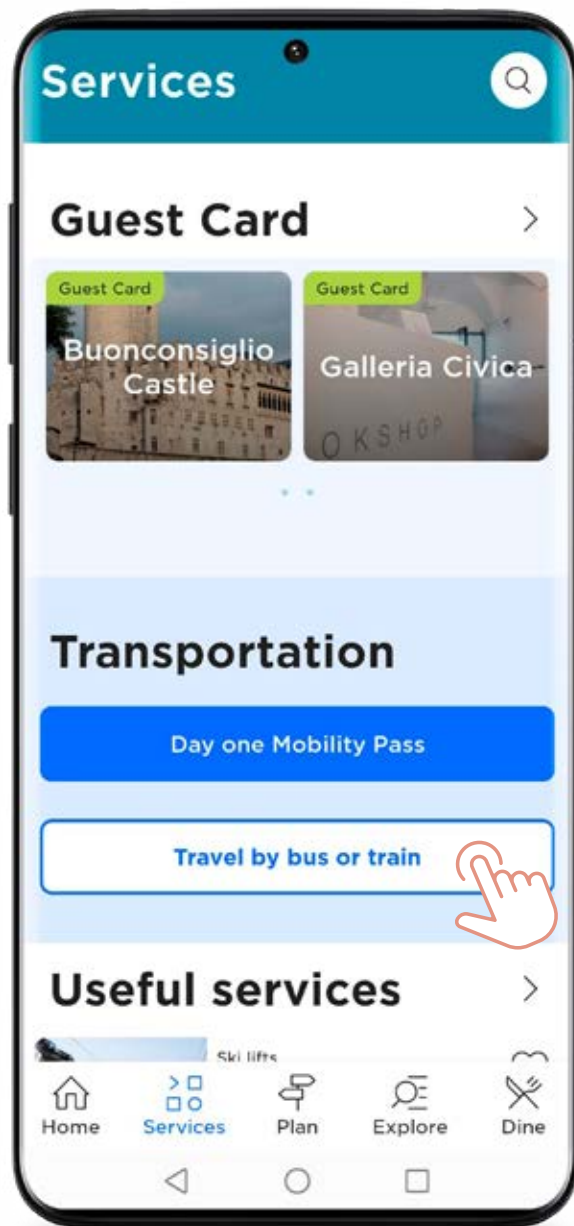 Services
Guest Card
Guest Card
Buonconsiglio
Castle
Guest Card
Galleria Civica
OKSHOP
Transportation
Day one Mobility Pass
Travel by bus or train
Useful services
Ski lifts
Home
Services
Plan
Explore
Dine